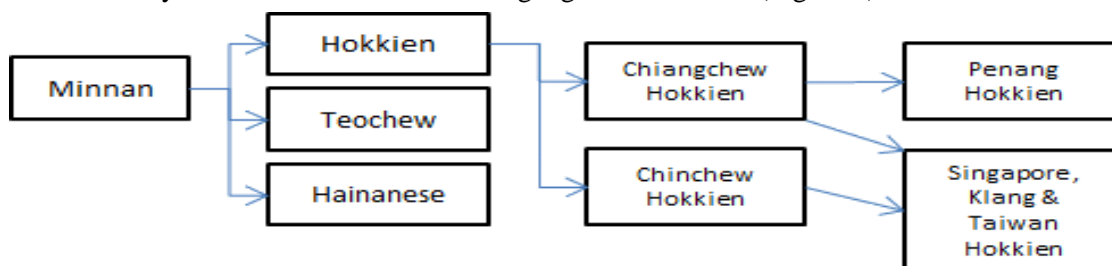 Minnan
Hokkien
Teochew
Hainanese
Chiangchew
Hokkien
Chinchew
Hokkien
Penang
Hokkien
Singapore,
Klang &
Taiwan
Hokkien